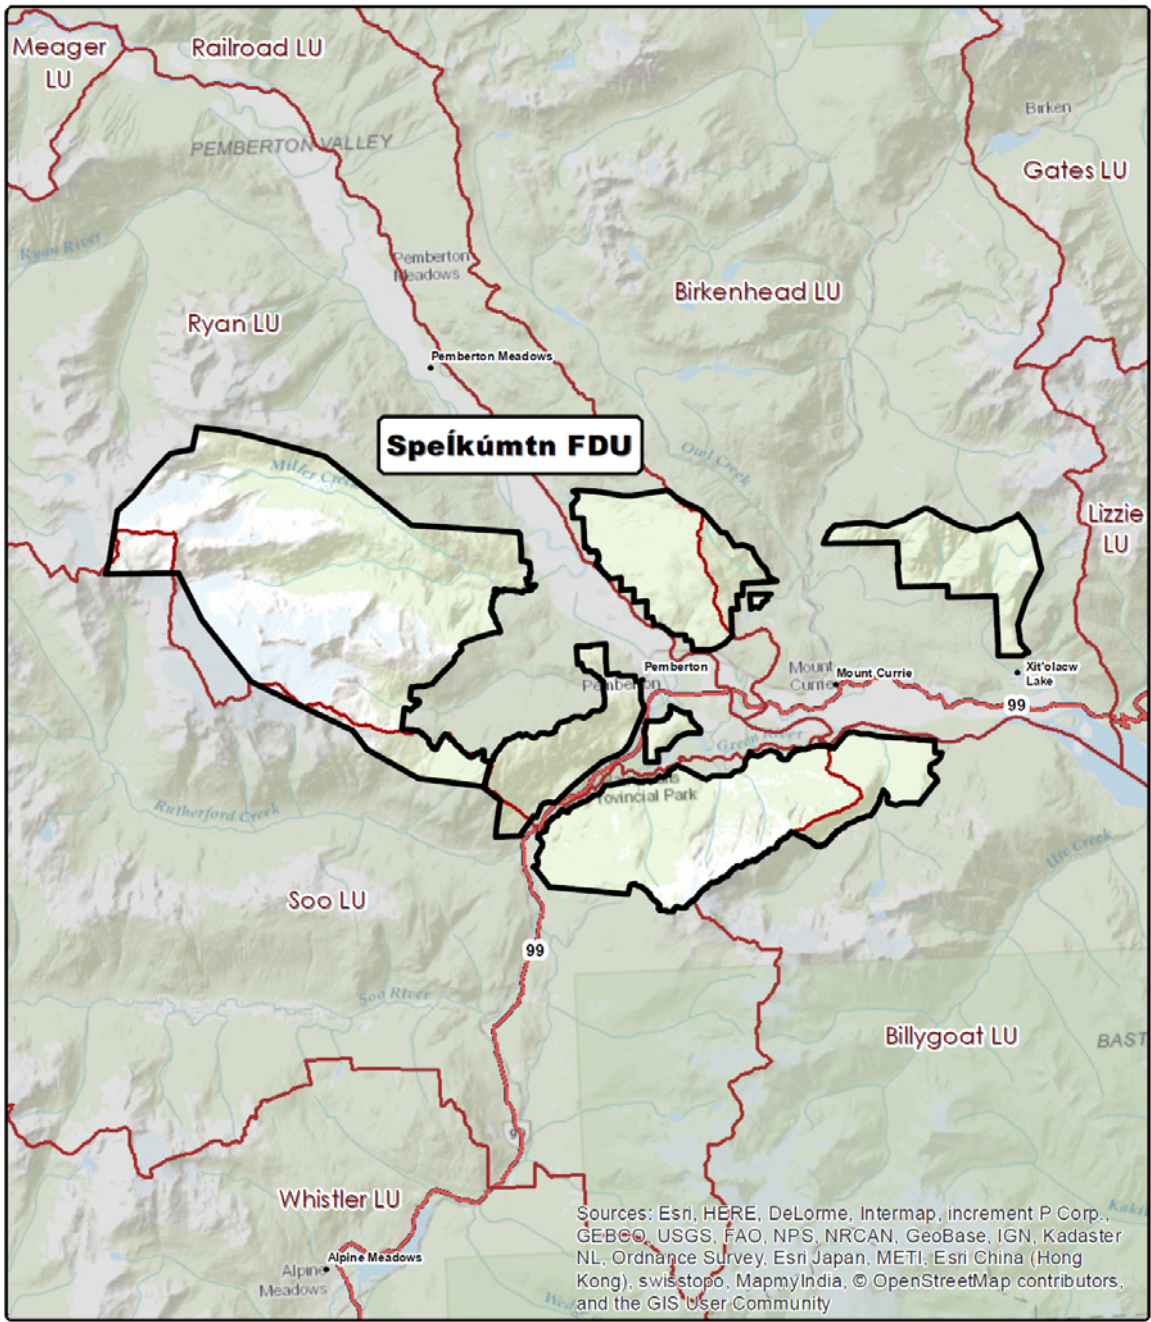 Meager
LU
Railroad LU
Birken
PEMBERTON VALLEY
Gates LU
Ryan River
Pemberton
Meadows
Birkenhead LU
Ryan LU
Pemberton Meadows
Speĺkúmtn FDU
Owl Creek
Miller Creek
Lizzie
LU
Pemberton
Mount
Currie
Mount Currie
Xit'olacw
Lake
Pemberton
99
Green River
Provincial Park
Rutherford Creek
Ure Creek
Soo LU
99
Soo River
Billygoat LU
BAST
99
Whistler LU
Alpine Meadows
Alpine
Meadows
Sources: Esri, HERE, DeLorme, Intermap, increment P Corp.,
GEBCO, USGS, FAO, NPS, NRCAN, GeoBase, IGN, Kadaster
NL, Ordnance Survey, Esri Japan, METI, Esri China (Hong
Kong), swisstopo, MapmyIndia, © OpenStreetMap contributors,
and the GIS User Community